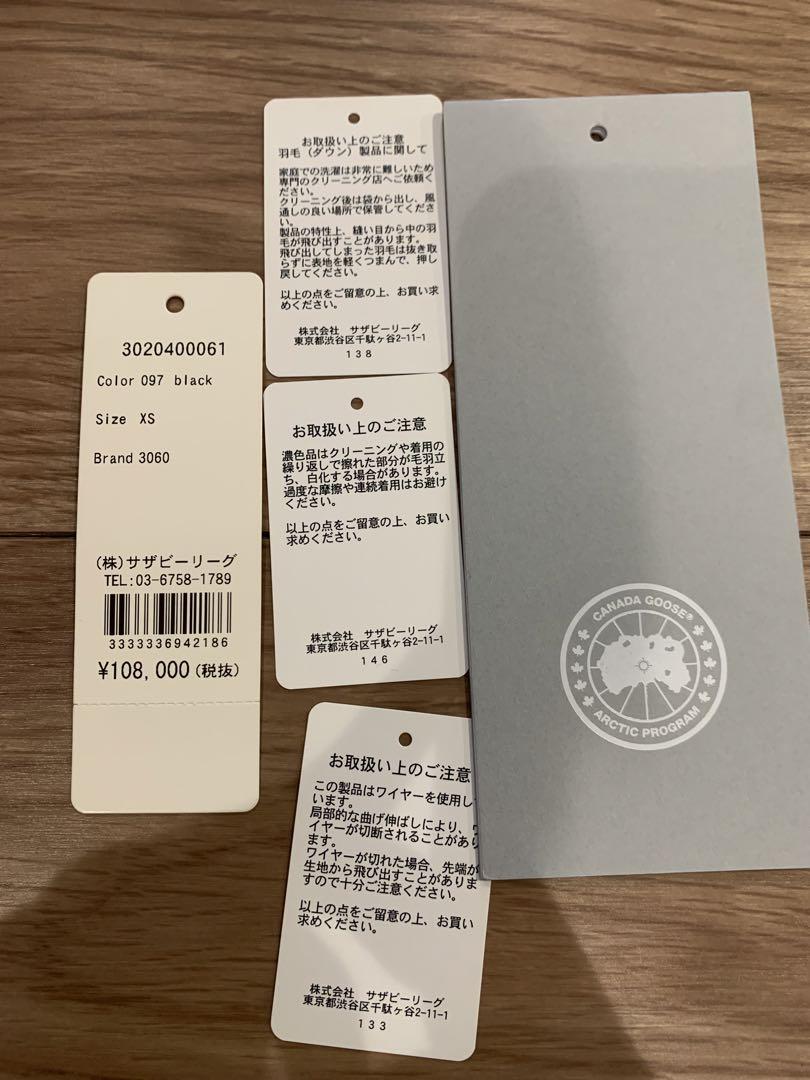 3020400061
Color 097 black
Size XS
Brand 3060
(株)サザビーリーグ
TEL:03-6758-1789
3333336942186
¥108,000(税抜)
お取扱い上のご注意
羽毛(ダウン)製品に関して
家庭での洗濯は非常に難しいため
専門のクリーニング店へご依頼くだ
さい。
クリーニング後は袋から出し、風
通しの良い場所で保管してくださ
い。
製品の特性上、縫い目から中の羽
毛が飛び出すことがあります。
飛び出してしまった羽毛は抜き取
らずに表地を軽くつまんで、押し
戻してください。
以上の点をご留意の上、お買い求
めください。
株式会社 サザビーリーグ
東京都渋谷区千駄ヶ谷2-11-1
138
お取扱い上のご注意
濃色品はクリーニングや着用の
繰り返しで擦れた部分が毛羽立
ち、白化する場合があります。
過度な摩擦や連続着用はお避け
ください。
以上の点をご留意の上、お買い
求めください。
株式会社 サザビーリーグ
東京都渋谷区千駄ヶ谷2-11-1
146
お取扱い上のご注意
この製品はワイヤーを使用し
います。
局部的な曲げ伸ばしにより、ワ
イヤーが切断されることがあり
ます。
ワイヤーが切れた場合、先端が
生地から飛び出すことがありま
すので十分ご注意ください。
以上の点をご留意の上、お買い
求めください。
株式会社 サザビーリーグ
東京都渋谷区千駄ヶ谷2-11-1
133
CANADA GOOSE®
ARCTIC PROGRAM